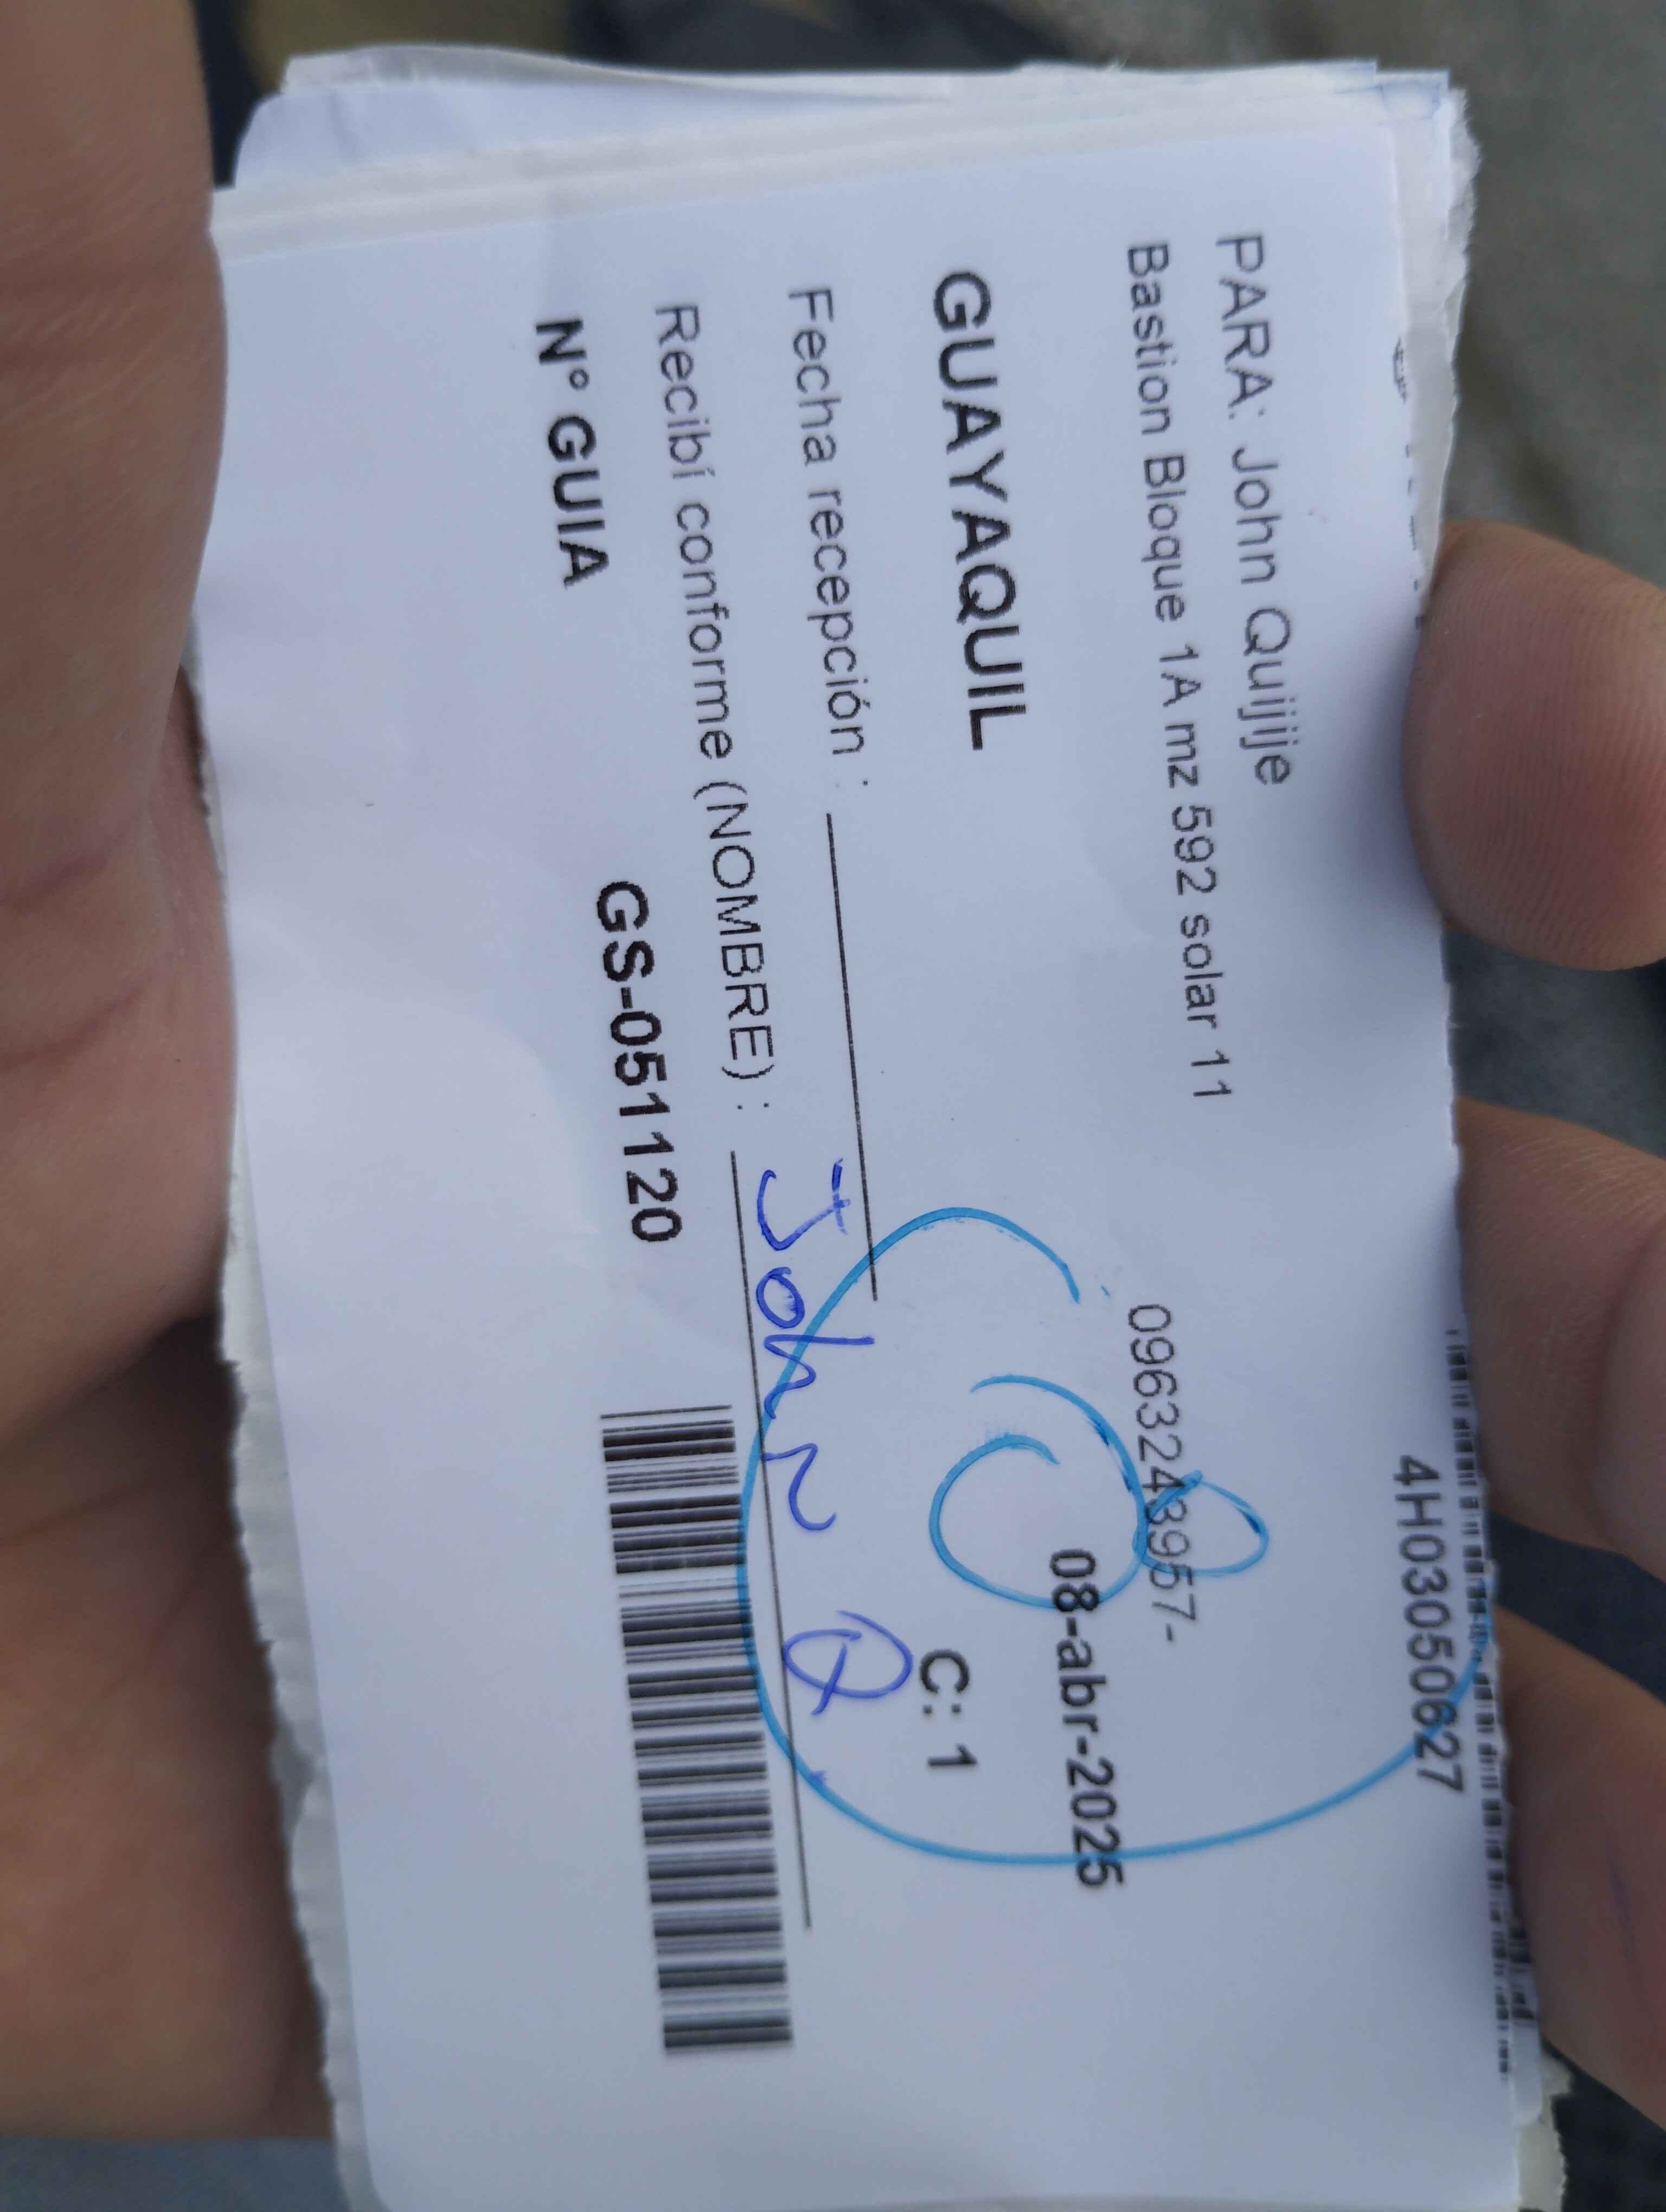 4H03050627
PARA: John Quijije
Bastion Bloque 1A mz 592 solar 11
0963243957-
08-abr-2025
GUAYAQUIL
C: 1
Fecha recepción :
Recibí conforme (NOMBRE) : John Q
N° GUIA GS-051120